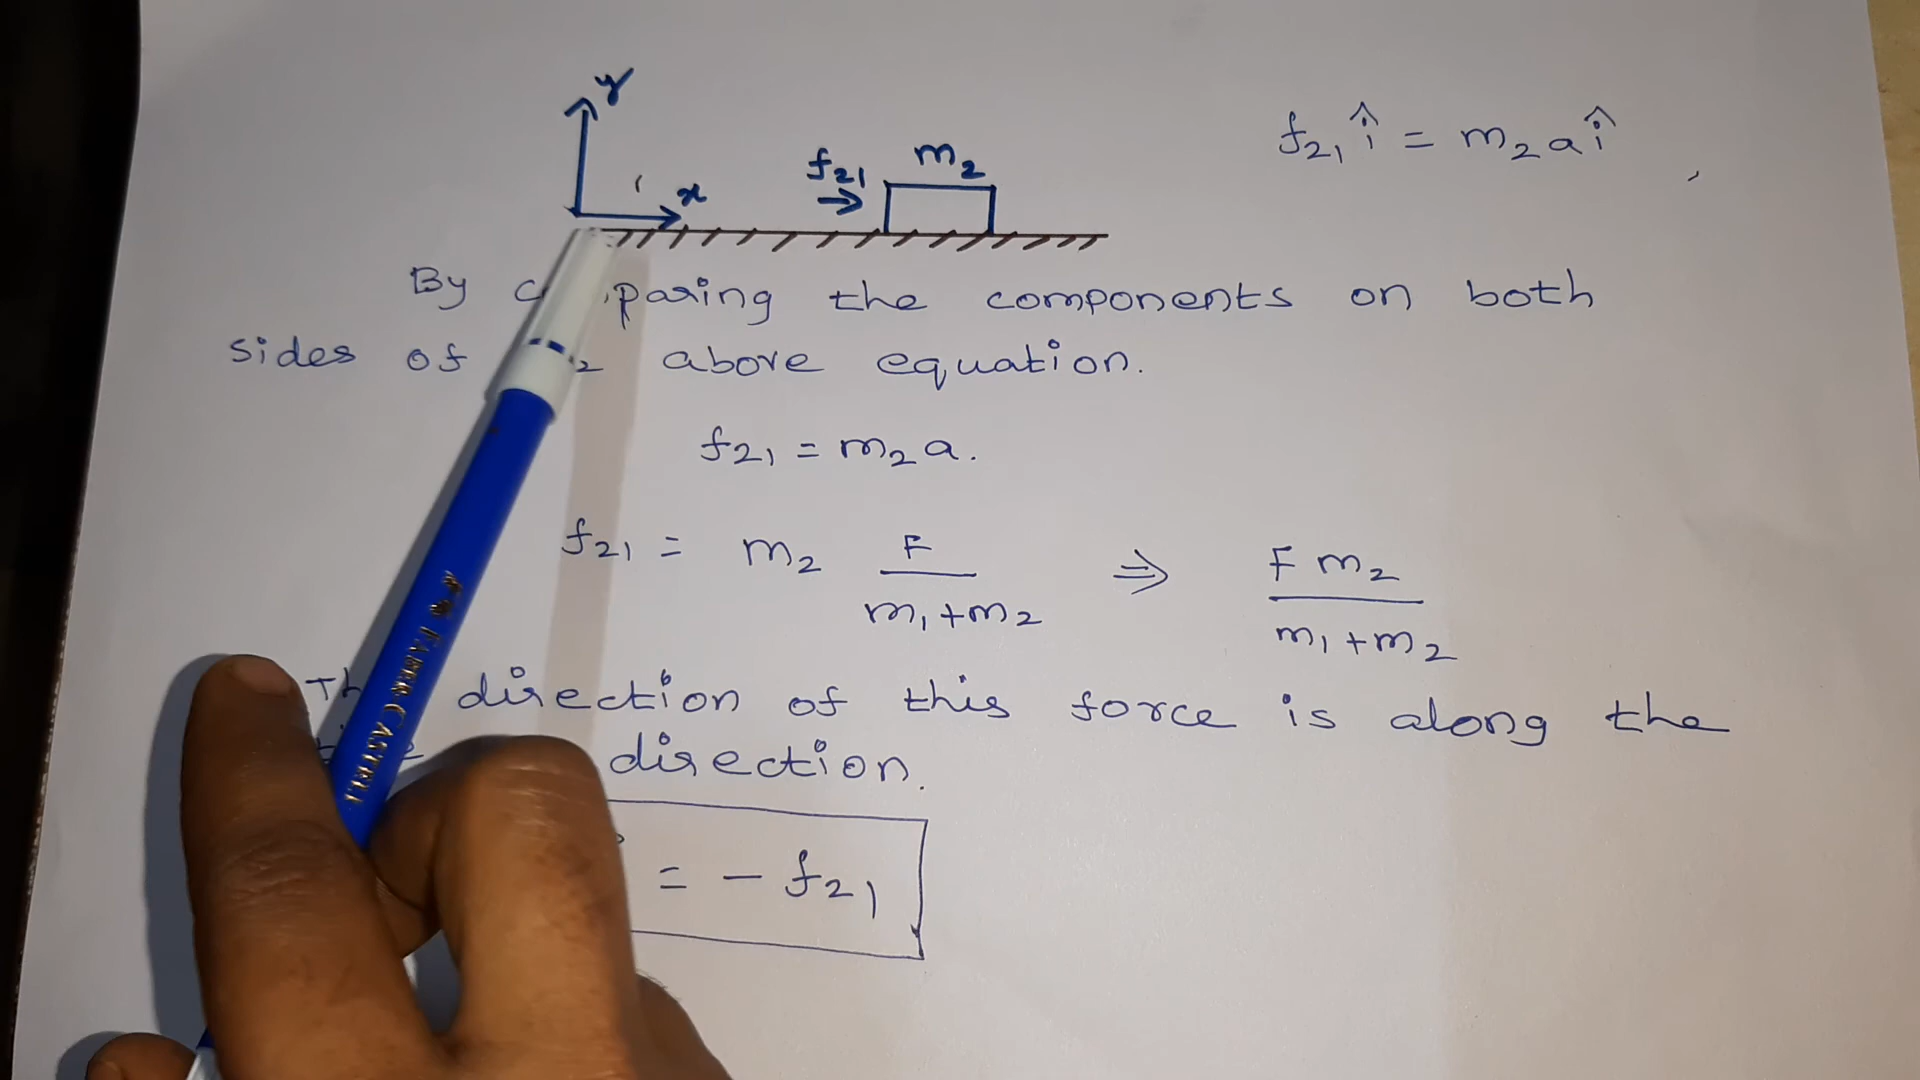 y
x
f₂₁
m₂
f₂₁ î = m₂ a î
By paring the components on both
sides of above equation.
f₂₁ = m₂ a.
f₂₁ = m₂ F / m₁ + m₂ ⇒ F m₂ / m₁ + m₂
direction of this force is along the
direction.
= - f₂₁
FABER CASTELL